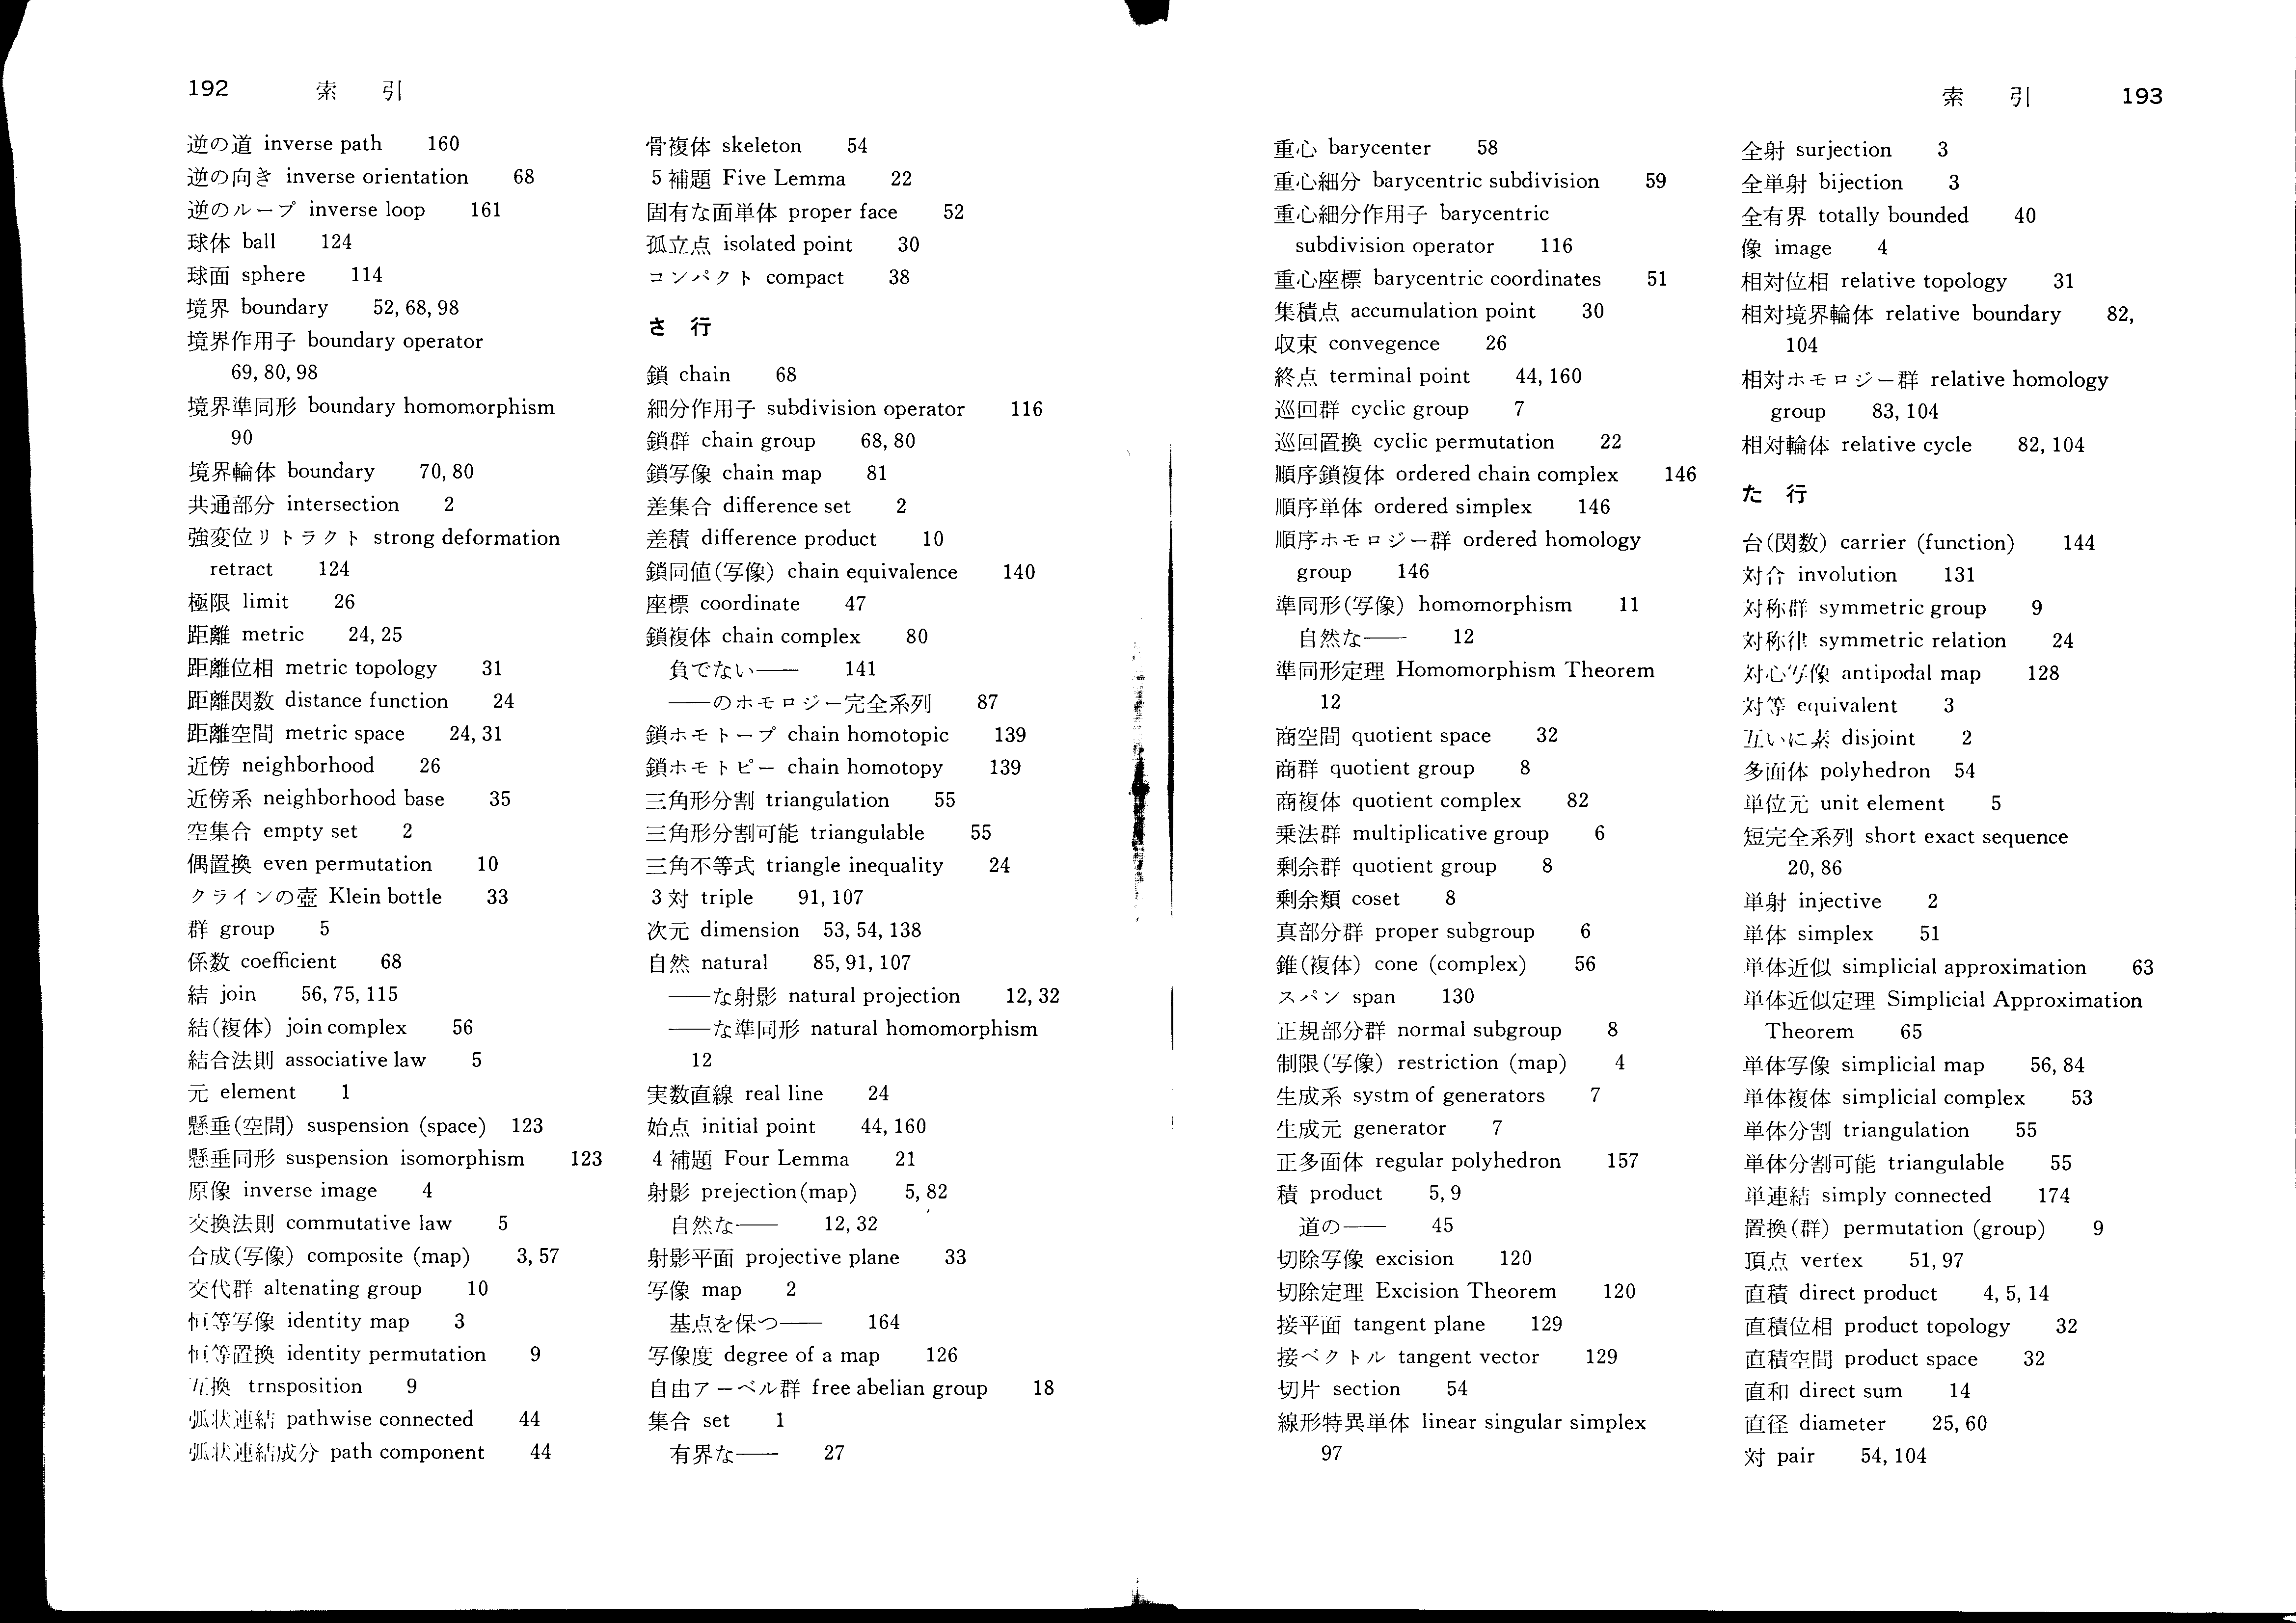 192 索 引
逆の道 inverse path 160
逆の向き inverse orientation 68
逆のループ inverse loop 161
球体 ball 124
球面 sphere 114
境界 boundary 52, 68, 98
境界作用子 boundary operator
69, 80, 98
境界準同形 boundary homomorphism
90
境界輪体 boundary 70, 80
共通部分 intersection 2
強変位リトラクト strong deformation
retract 124
極限 limit 26
距離 metric 24, 25
距離位相 metric topology 31
距離関数 distance function 24
距離空間 metric space 24, 31
近傍 neighborhood 26
近傍系 neighborhood base 35
空集合 empty set 2
偶置換 even permutation 10
クラインの壺 Klein bottle 33
群 group 5
係数 coefficient 68
結 join 56, 75, 115
結(複体) join complex 56
結合法則 associative law 5
元 element 1
懸垂(空間) suspension (space) 123
懸垂同形 suspension isomorphism 123
原像 inverse image 4
交換法則 commutative law 5
合成(写像) composite (map) 3, 57
交代群 altenating group 10
恒等写像 identity map 3
恒等置換 identity permutation 9
互換 trnsposition 9
弧状連結 pathwise connected 44
弧状連結成分 path component 44
骨複体 skeleton 54
5補題 Five Lemma 22
固有な面単体 proper face 52
孤立点 isolated point 30
コンパクト compact 38
さ 行
鎖 chain 68
細分作用子 subdivision operator 116
鎖群 chain group 68, 80
鎖写像 chain map 81
差集合 difference set 2
差積 difference product 10
鎖同値(写像) chain equivalence 140
座標 coordinate 47
鎖複体 chain complex 80
負でない—— 141
——のホモロジー完全系列 87
鎖ホモトープ chain homotopic 139
鎖ホモトピー chain homotopy 139
三角形分割 triangulation 55
三角形分割可能 triangulable 55
三角不等式 triangle inequality 24
3対 triple 91, 107
次元 dimension 53, 54, 138
自然 natural 85, 91, 107
——な射影 natural projection 12, 32
——な準同形 natural homomorphism
12
実数直線 real line 24
始点 initial point 44, 160
4補題 Four Lemma 21
射影 prejection(map) 5, 82
自然な—— 12, 32
射影平面 projective plane 33
写像 map 2
基点を保つ—— 164
写像度 degree of a map 126
自由アーベル群 free abelian group 18
集合 set 1
有界な—— 27
索 引 193
重心 barycenter 58
重心細分 barycentric subdivision 59
重心細分作用子 barycentric
subdivision operator 116
重心座標 barycentric coordinates 51
集積点 accumulation point 30
収束 convegence 26
終点 terminal point 44, 160
巡回群 cyclic group 7
巡回置換 cyclic permutation 22
順序鎖複体 ordered chain complex 146
順序単体 ordered simplex 146
順序ホモロジー群 ordered homology
group 146
準同形(写像) homomorphism 11
自然な—— 12
準同形定理 Homomorphism Theorem
12
商空間 quotient space 32
商群 quotient group 8
商複体 quotient complex 82
乗法群 multiplicative group 6
剰余群 quotient group 8
剰余類 coset 8
真部分群 proper subgroup 6
錐(複体) cone (complex) 56
スパン span 130
正規部分群 normal subgroup 8
制限(写像) restriction (map) 4
生成系 systm of generators 7
生成元 generator 7
正多面体 regular polyhedron 157
積 product 5, 9
道の—— 45
切除写像 excision 120
切除定理 Excision Theorem 120
接平面 tangent plane 129
接ベクトル tangent vector 129
切片 section 54
線形特異単体 linear singular simplex
97
全射 surjection 3
全単射 bijection 3
全有界 totally bounded 40
像 image 4
相対位相 relative topology 31
相対境界輪体 relative boundary 82,
104
相対ホモロジー群 relative homology
group 83, 104
相対輪体 relative cycle 82, 104
た 行
台(関数) carrier (function) 144
対合 involution 131
対称群 symmetric group 9
対称律 symmetric relation 24
対心写像 antipodal map 128
対等 equivalent 3
互いに素 disjoint 2
多面体 polyhedron 54
単位元 unit element 5
短完全系列 short exact sequence
20, 86
単射 injective 2
単体 simplex 51
単体近似 simplicial approximation 63
単体近似定理 Simplicial Approximation
Theorem 65
単体写像 simplicial map 56, 84
単体複体 simplicial complex 53
単体分割 triangulation 55
単体分割可能 triangulable 55
単連結 simply connected 174
置換(群) permutation (group) 9
頂点 vertex 51, 97
直積 direct product 4, 5, 14
直積位相 product topology 32
直積空間 product space 32
直和 direct sum 14
直径 diameter 25, 60
対 pair 54, 104